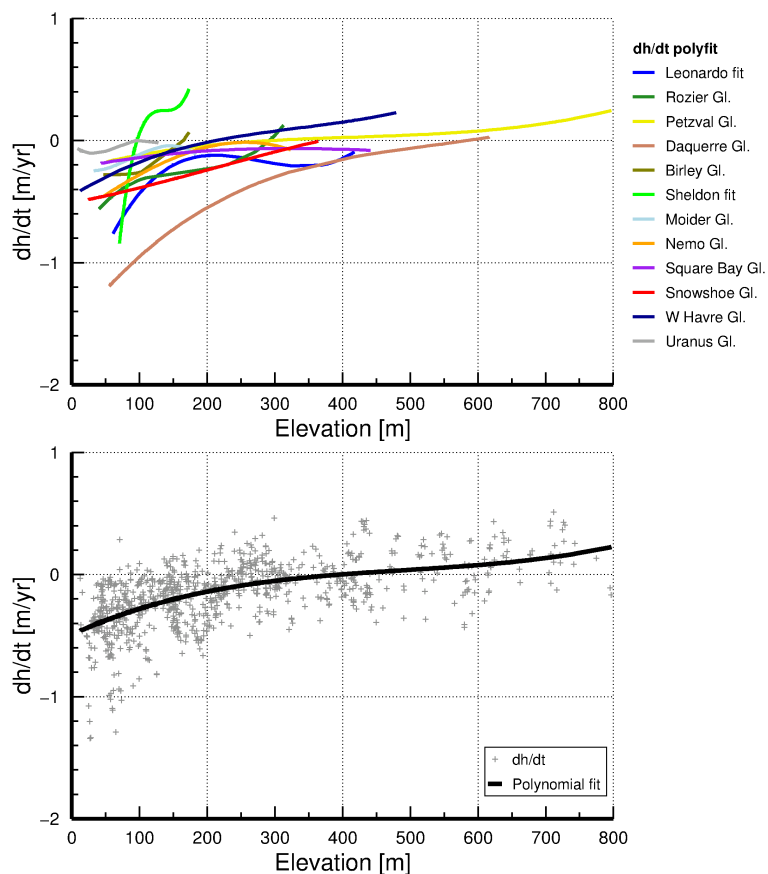 1
0
−1
−2
dh/dt [m/yr]
0 100 200 300 400 500 600 700 800
Elevation [m]
dh/dt polyfit
Leonardo fit
Rozier Gl.
Petzval Gl.
Daquerre Gl.
Birley Gl.
Sheldon fit
Moider Gl.
Nemo Gl.
Square Bay Gl.
Snowshoe Gl.
W Havre Gl.
Uranus Gl.
1
0
−1
−2
dh/dt [m/yr]
dh/dt
Polynomial fit
0 100 200 300 400 500 600 700 800
Elevation [m]